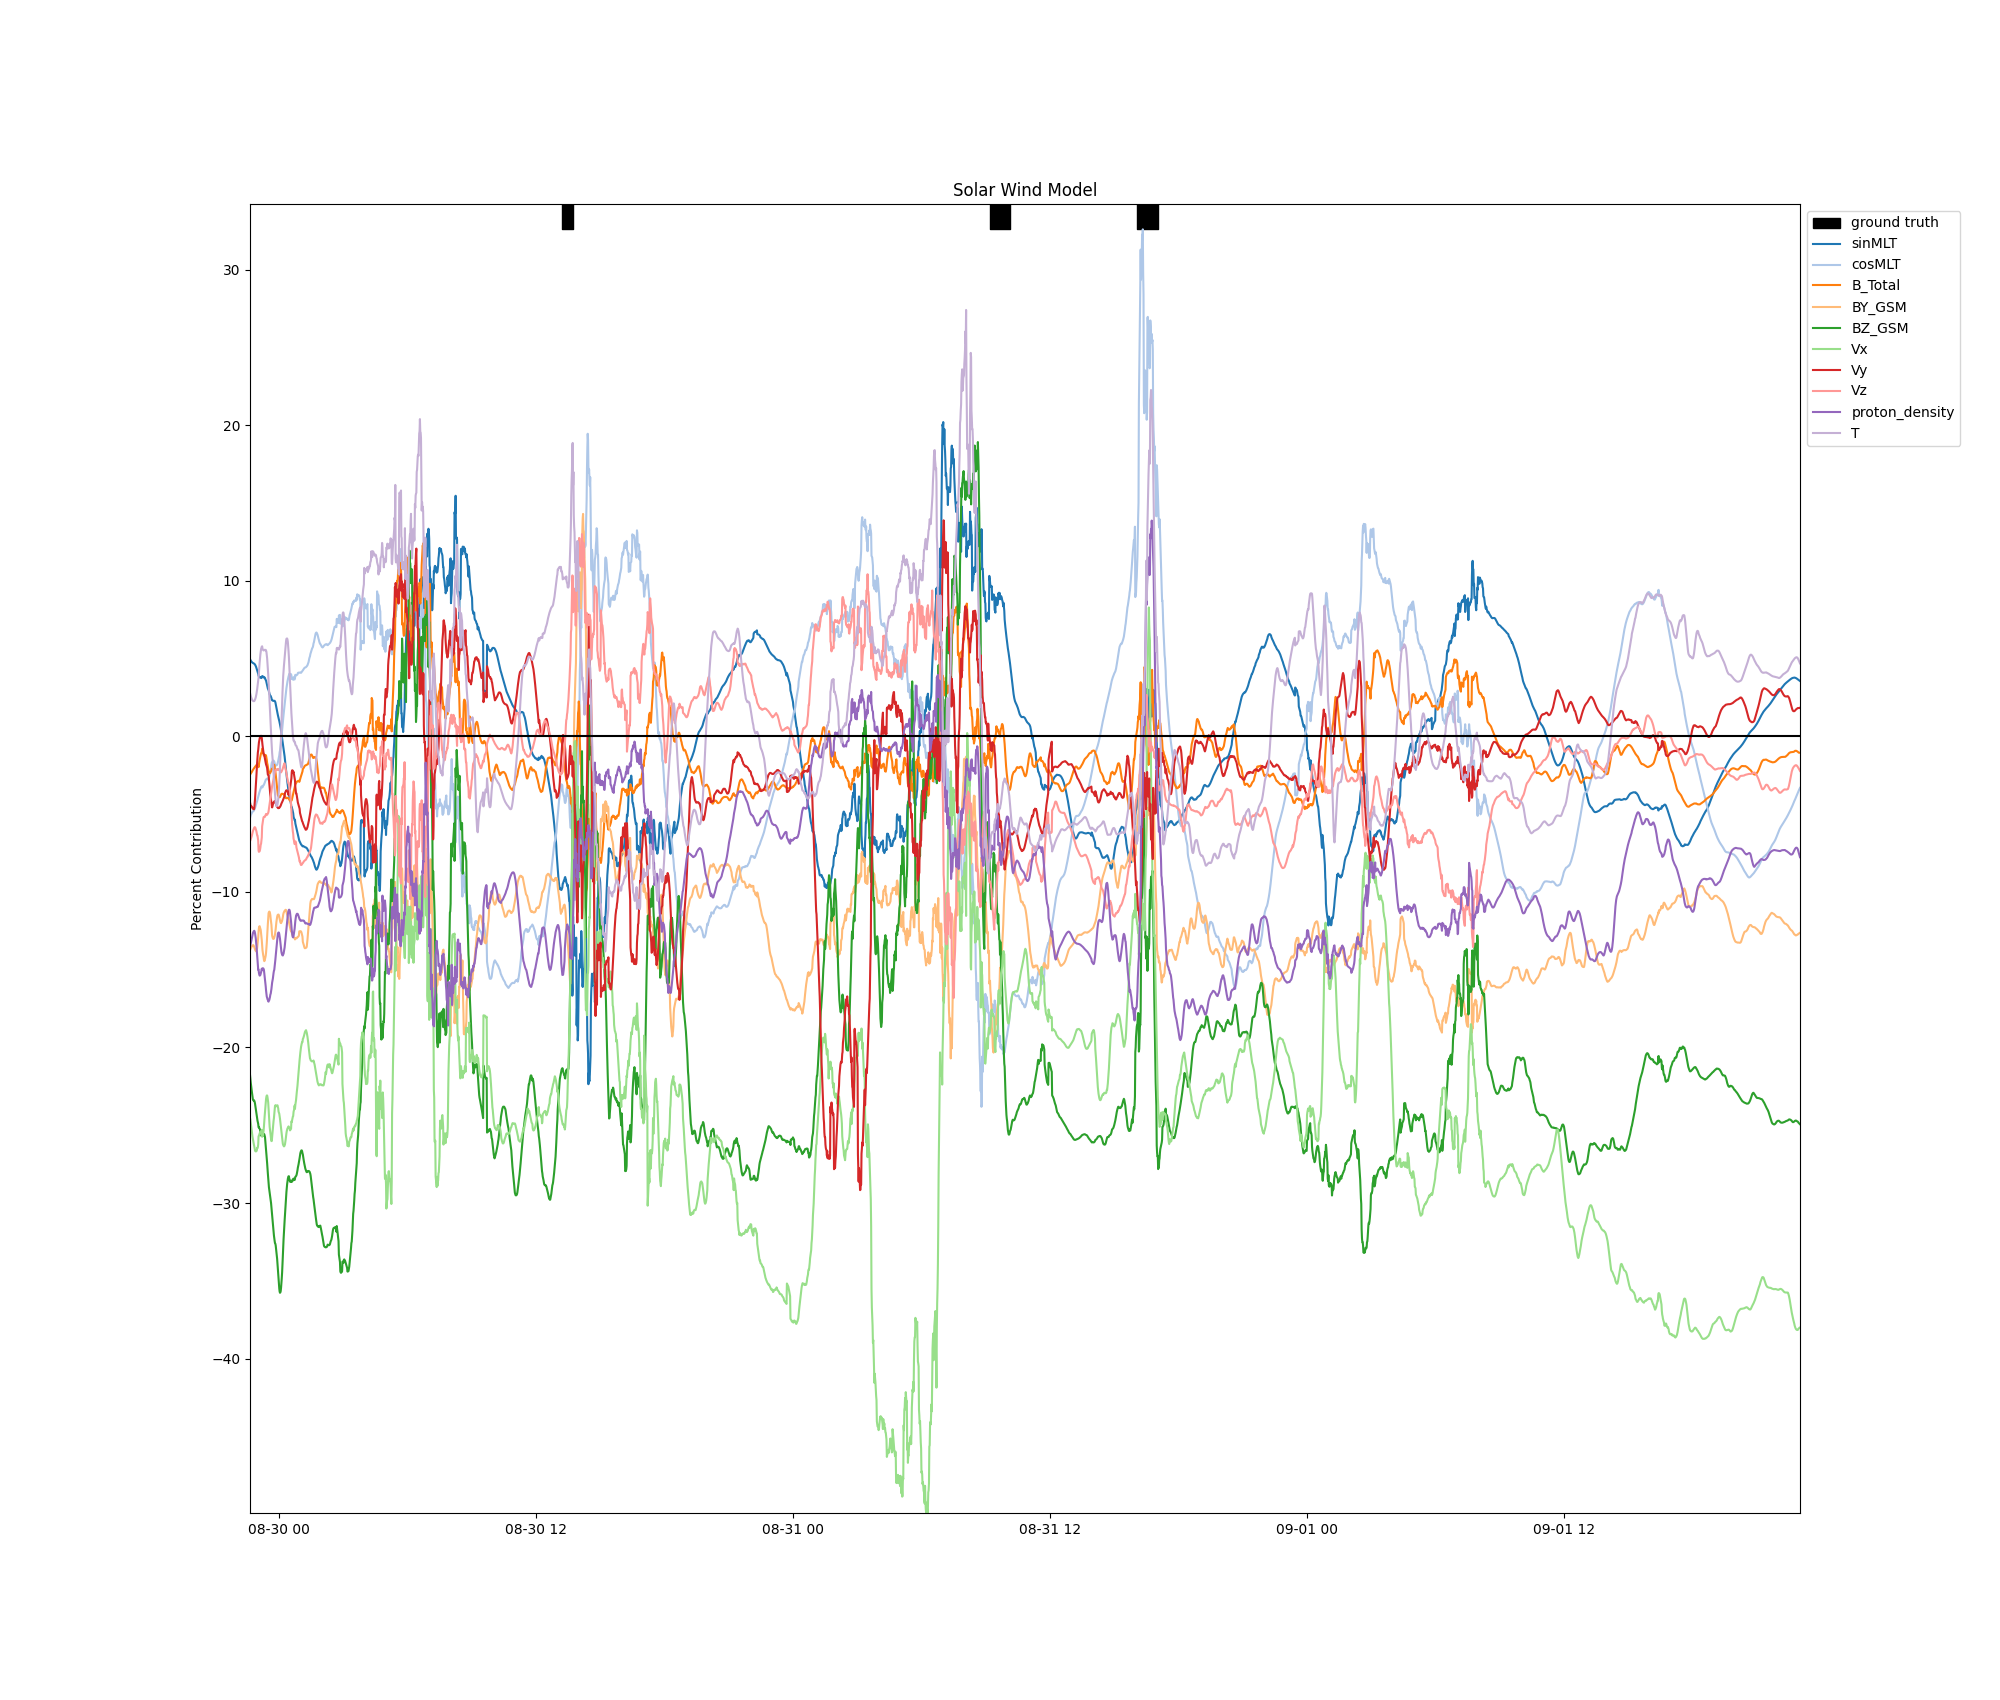 Solar Wind Model
Percent Contribution
30
20
10
0
−10
−20
−30
−40
08-30 00
08-30 12
08-31 00
08-31 12
09-01 00
09-01 12
ground truth
sinMLT
cosMLT
B_Total
BY_GSM
BZ_GSM
Vx
Vy
Vz
proton_density
T